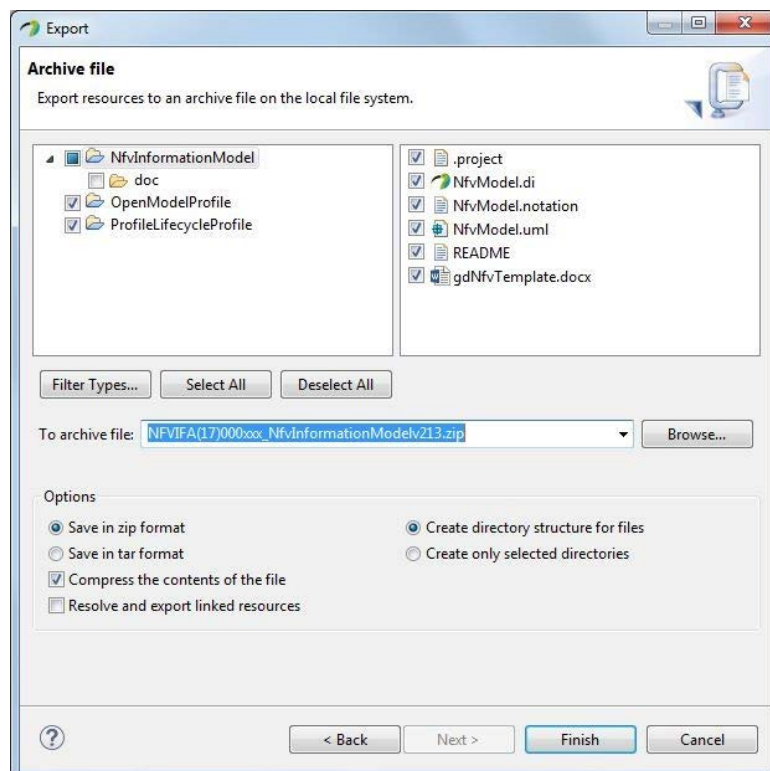 Export
Archive file
Export resources to an archive file on the local file system.
NfvInformationModel
doc
OpenModelProfile
ProfileLifecycleProfile
.project
NfvModel.di
NfvModel.notation
NfvModel.uml
README
gdNfvTemplate.docx
Filter Types...
Select All
Deselect All
To archive file:
NFVIFA(17)000xxx_NfvInformationModelv213.zip
Browse...
Options
Save in zip format
Create directory structure for files
Save in tar format
Create only selected directories
Compress the contents of the file
Resolve and export linked resources
?
< Back
Next >
Finish
Cancel